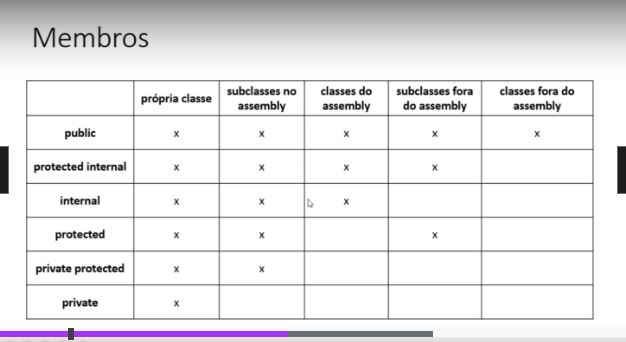 Membros
própria classe | subclasses no assembly | classes do assembly | subclasses fora do assembly | classes fora do assembly
public | x | x | x | x | x
protected internal | x | x | x | x
internal | x | x | x
protected | x | x | | x
private protected | x | x
private | x